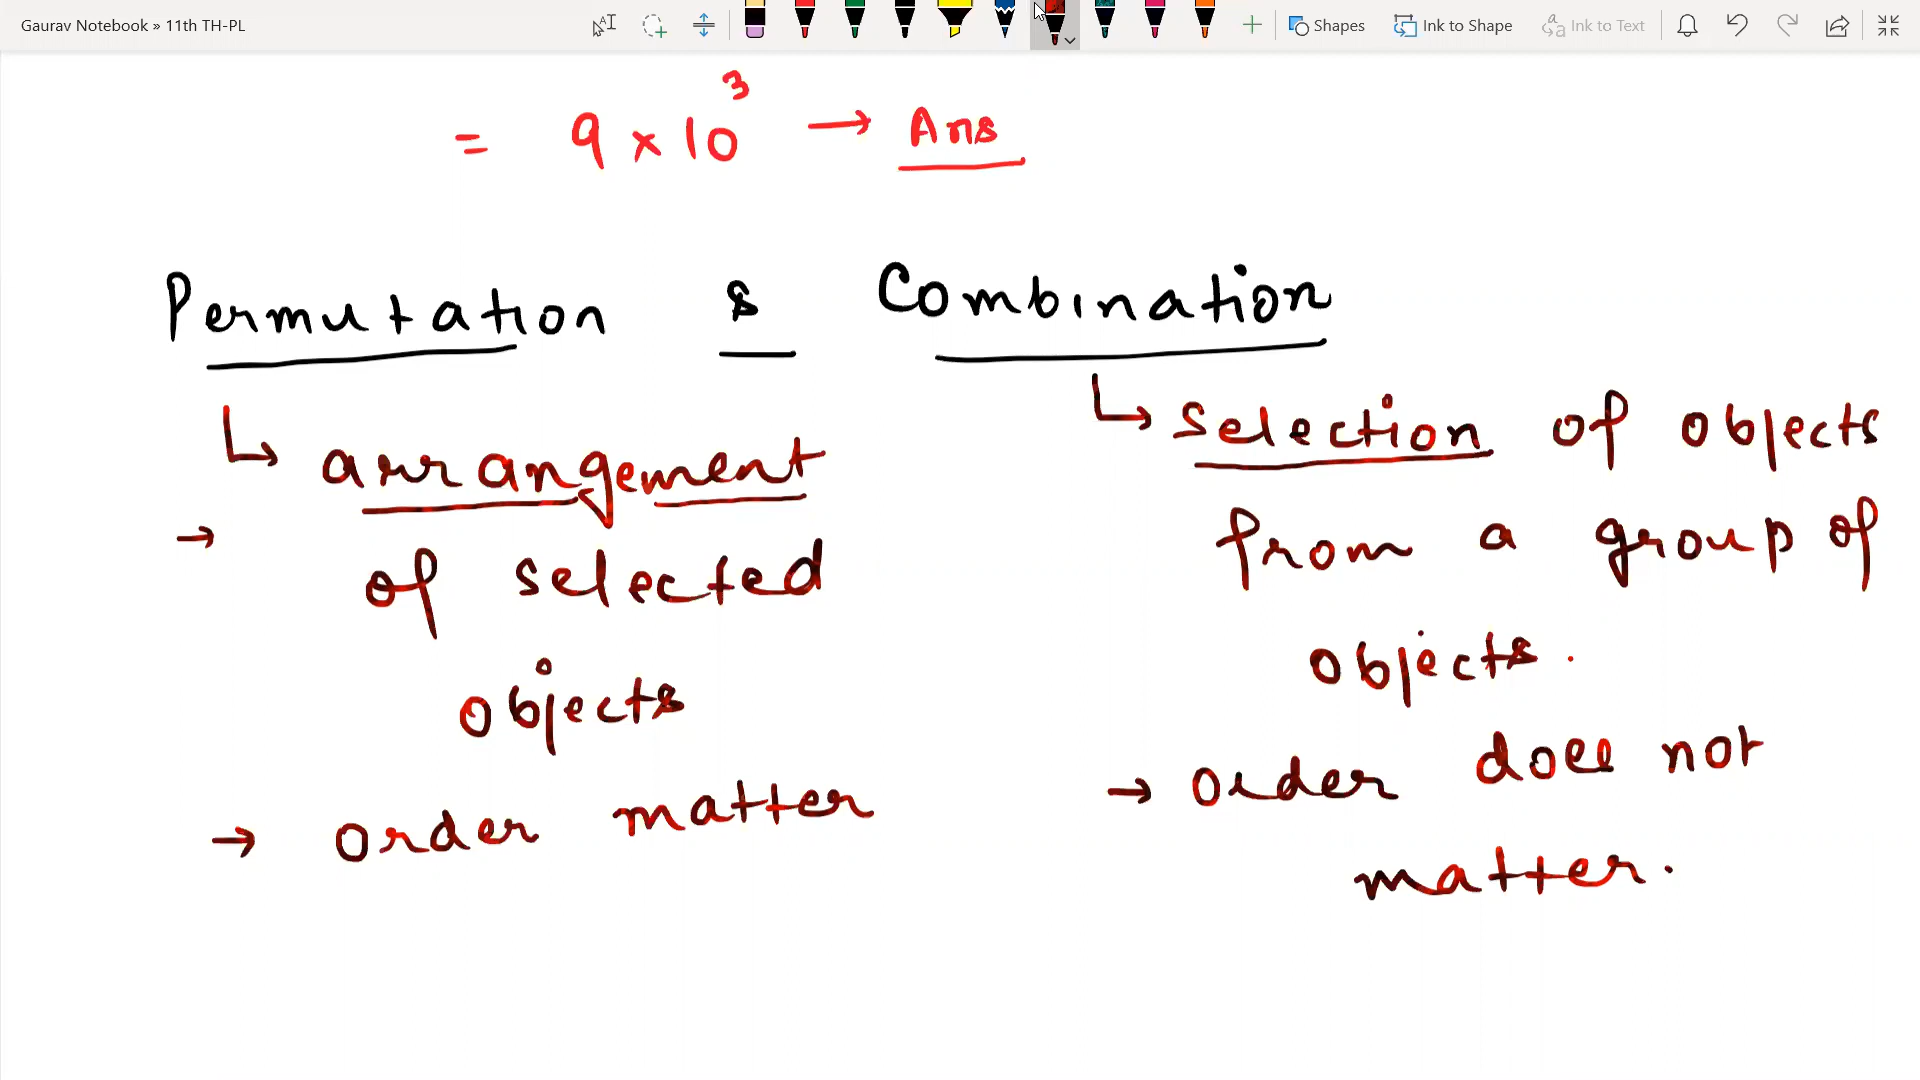 Gaurav Notebook » 11th TH-PL
Shapes
Ink to Shape
Ink to Text
= 9 × 10³ → Ans
Permutation & Combination
↳ arrangement
→ of selected
objects
→ order matter
↳ selection of objects
from a group of
objects.
→ order does not
matter.